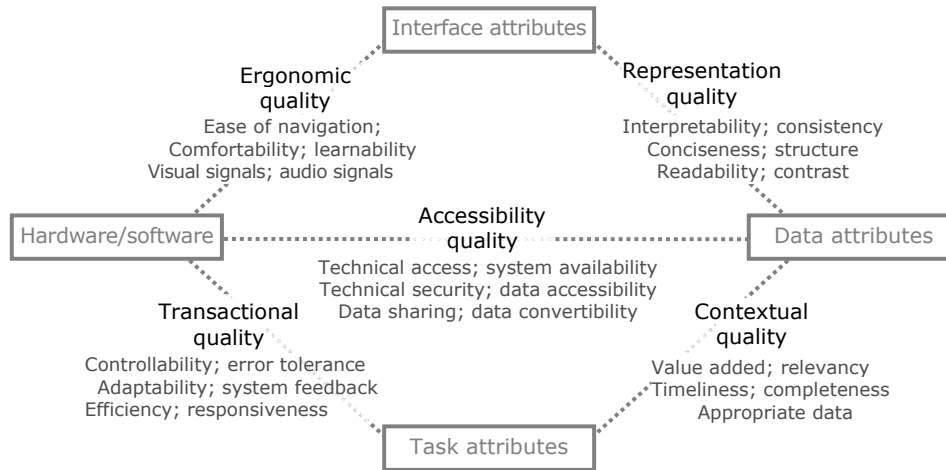 Interface attributes
Ergonomic
quality
Ease of navigation;
Comfortability; learnability
Visual signals; audio signals
Representation
quality
Interpretability; consistency
Conciseness; structure
Readability; contrast
Hardware/software
Accessibility
quality
Technical access; system availability
Technical security; data accessibility
Data sharing; data convertibility
Data attributes
Transactional
quality
Controllability; error tolerance
Adaptability; system feedback
Efficiency; responsiveness
Contextual
quality
Value added; relevancy
Timeliness; completeness
Appropriate data
Task attributes